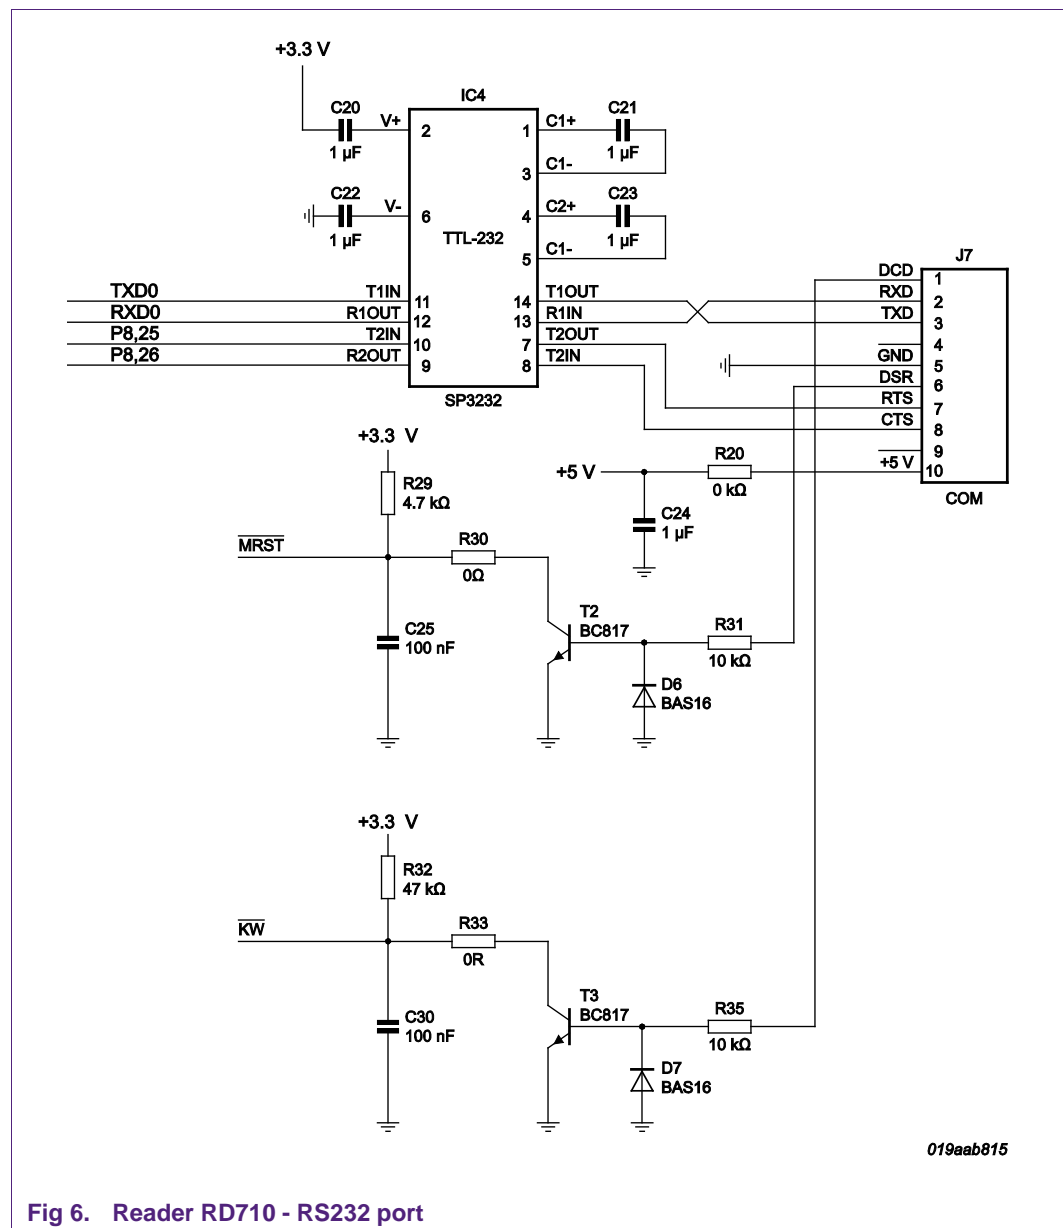 +3.3 V
IC4
C20
V+
2
1
C1+
C21
1 µF
1 µF
3
C1-
C22
V-
6
4
C2+
C23
1 µF
TTL-232
1 µF
5
C1-
J7
DCD
1
TXD0
T1IN
11
14
T1OUT
RXD
2
RXD0
R1OUT
12
13
R1IN
TXD
3
P8,25
T2IN
10
7
T2OUT
4
P8,26
R2OUT
9
8
T2IN
GND
5
DSR
6
SP3232
RTS
7
CTS
8
+3.3 V
9
+5 V
R20
+5 V
10
0 kΩ
COM
R29
4.7 kΩ
C24
1 µF
MRST
R30
0Ω
T2
BC817
R31
10 kΩ
C25
100 nF
D6
BAS16
+3.3 V
R32
47 kΩ
KW
R33
0R
T3
BC817
R35
10 kΩ
C30
100 nF
D7
BAS16
019aab815
Fig 6. Reader RD710 - RS232 port